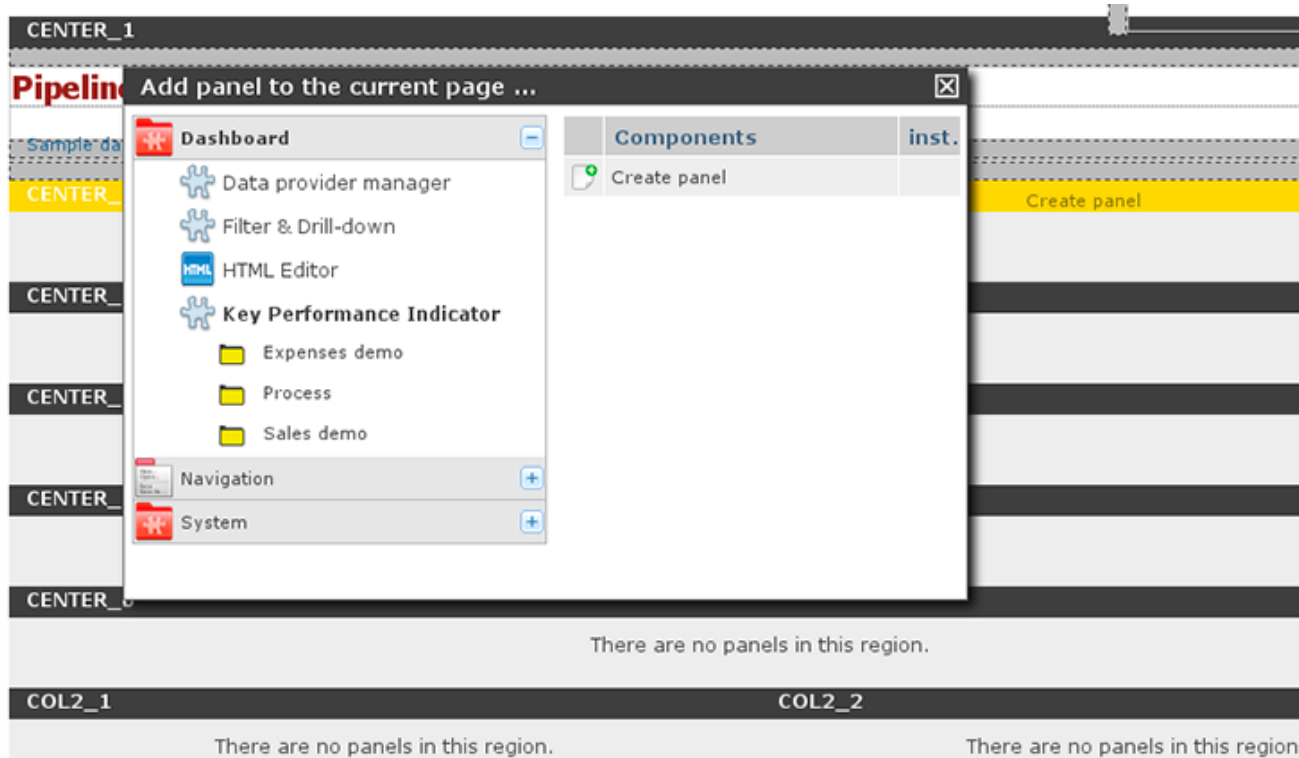 CENTER_1
Pipelin
Add panel to the current page ...
Sample da
Dashboard
Components inst.
Data provider manager
Create panel
CENTER_
Create panel
Filter & Drill-down
HTML
HTML Editor
CENTER_
Key Performance Indicator
Expenses demo
Process
CENTER_
Sales demo
Navigation
CENTER_
System
CENTER_
There are no panels in this region.
COL2_1 COL2_2
There are no panels in this region. There are no panels in this region